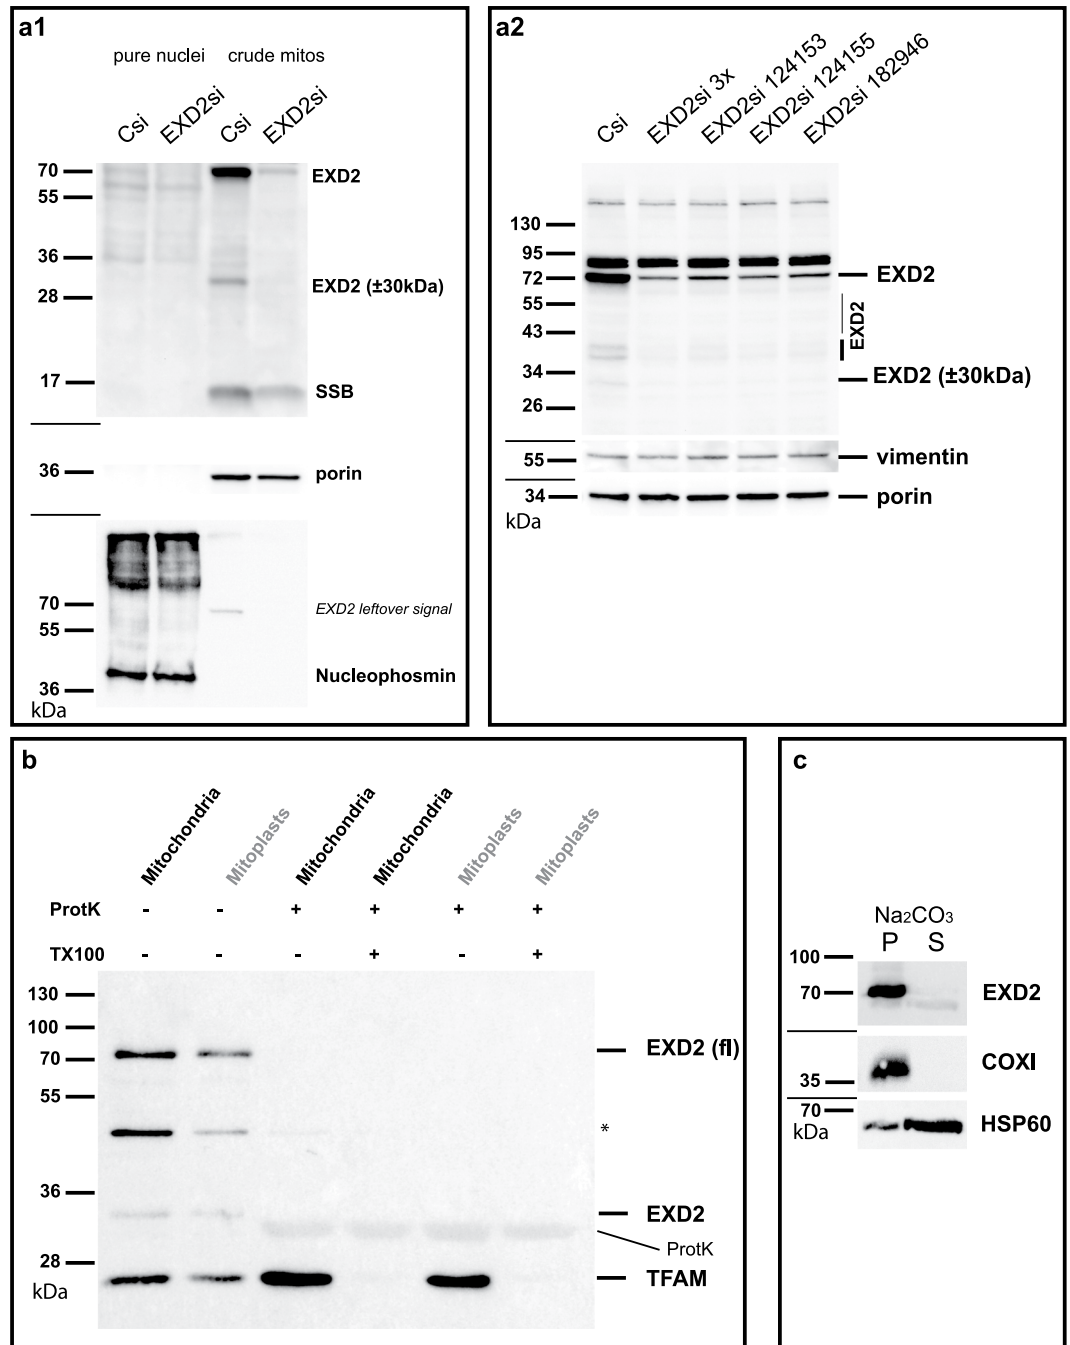 a1
pure nuclei crude mitos
Csi EXD2si Csi EXD2si
70
EXD2
55
36
EXD2 (±30kDa)
28
17
SSB
36
porin
70
EXD2 leftover signal
55
Nucleophosmin
36
kDa
a2
Csi EXD2si 3x EXD2si 124153 EXD2si 124155 EXD2si 182946
130
95
72
EXD2
55
EXD2
43
34
EXD2 (±30kDa)
26
55
vimentin
34
porin
kDa
b
Mitochondria Mitoplasts Mitochondria Mitochondria Mitoplasts Mitoplasts
ProtK - - + + + +
TX100 - - - + - +
130
100
EXD2 (fl)
70
55
*
36
EXD2
ProtK
28
TFAM
kDa
c
Na₂CO₃
P S
100
70
EXD2
COXI
35
70
HSP60
kDa